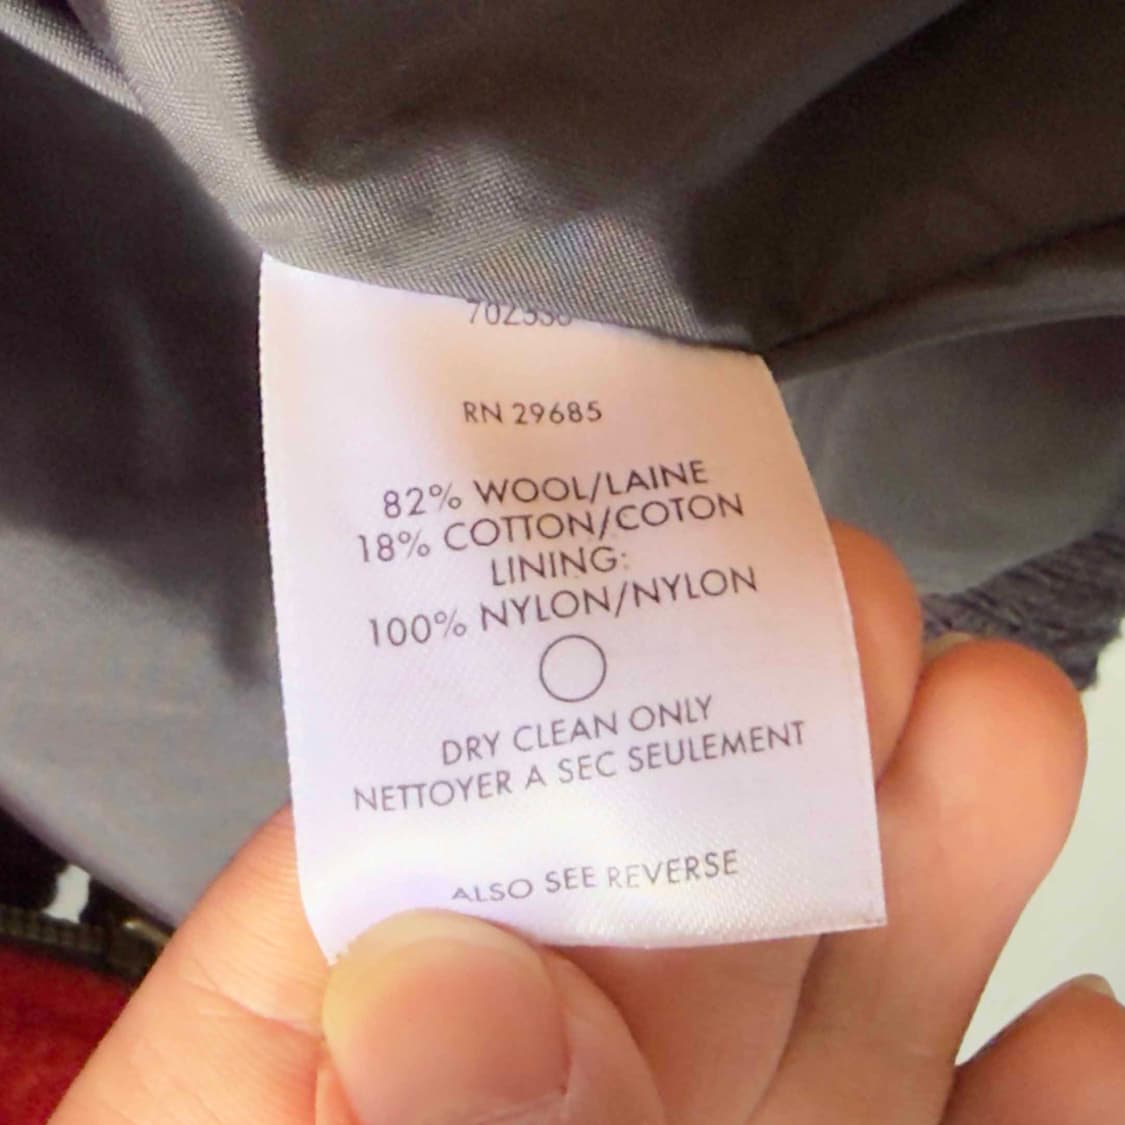 RN 29685
82% WOOL/LAINE
18% COTTON/COTON
LINING:
100% NYLON/NYLON
DRY CLEAN ONLY
NETTOYER A SEC SEULEMENT
ALSO SEE REVERSE